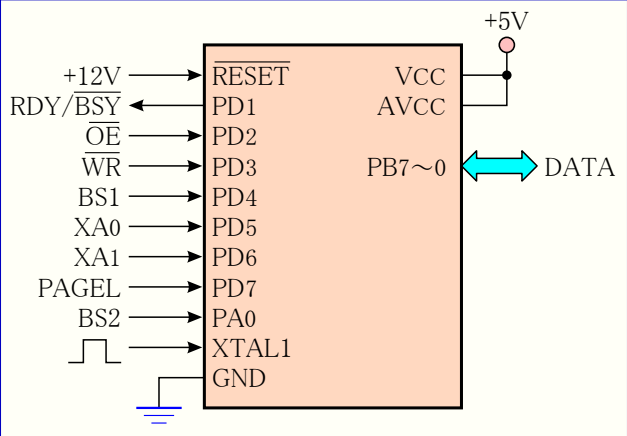 +5V
+12V RESET VCC
RDY/BSY PD1 AVCC
OE PD2
WR PD3 PB7～0 DATA
BS1 PD4
XA0 PD5
XA1 PD6
PAGEL PD7
BS2 PA0
XTAL1
GND